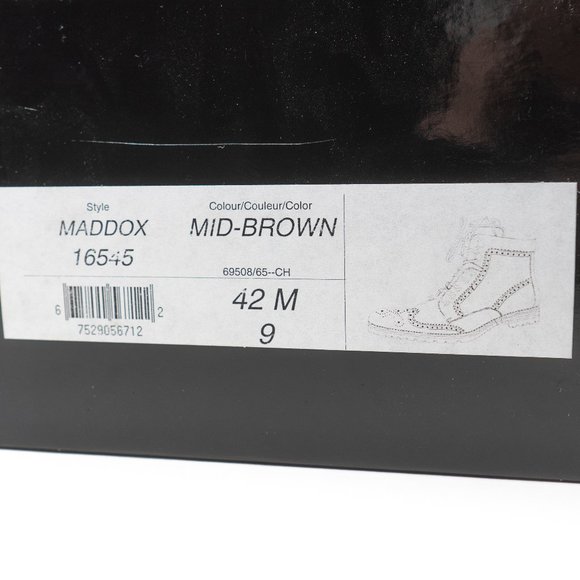 Style
MADDOX
16545
Colour/Couleur/Color
MID-BROWN
69508/65--CH
6 7529056712 2
42 M
9